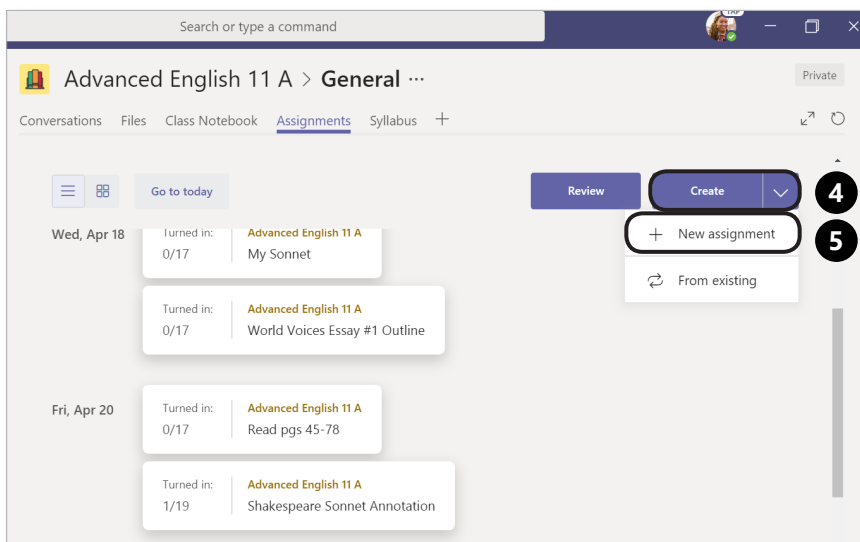 Search or type a command
TAP
Advanced English 11 A > General ...
Private
Conversations Files Class Notebook Assignments Syllabus +
Go to today
Review
Create
4
+ New assignment
5
From existing
Wed, Apr 18
Turned in: Advanced English 11 A
0/17 My Sonnet
Turned in: Advanced English 11 A
0/17 World Voices Essay #1 Outline
Fri, Apr 20
Turned in: Advanced English 11 A
0/17 Read pgs 45-78
Turned in: Advanced English 11 A
1/19 Shakespeare Sonnet Annotation